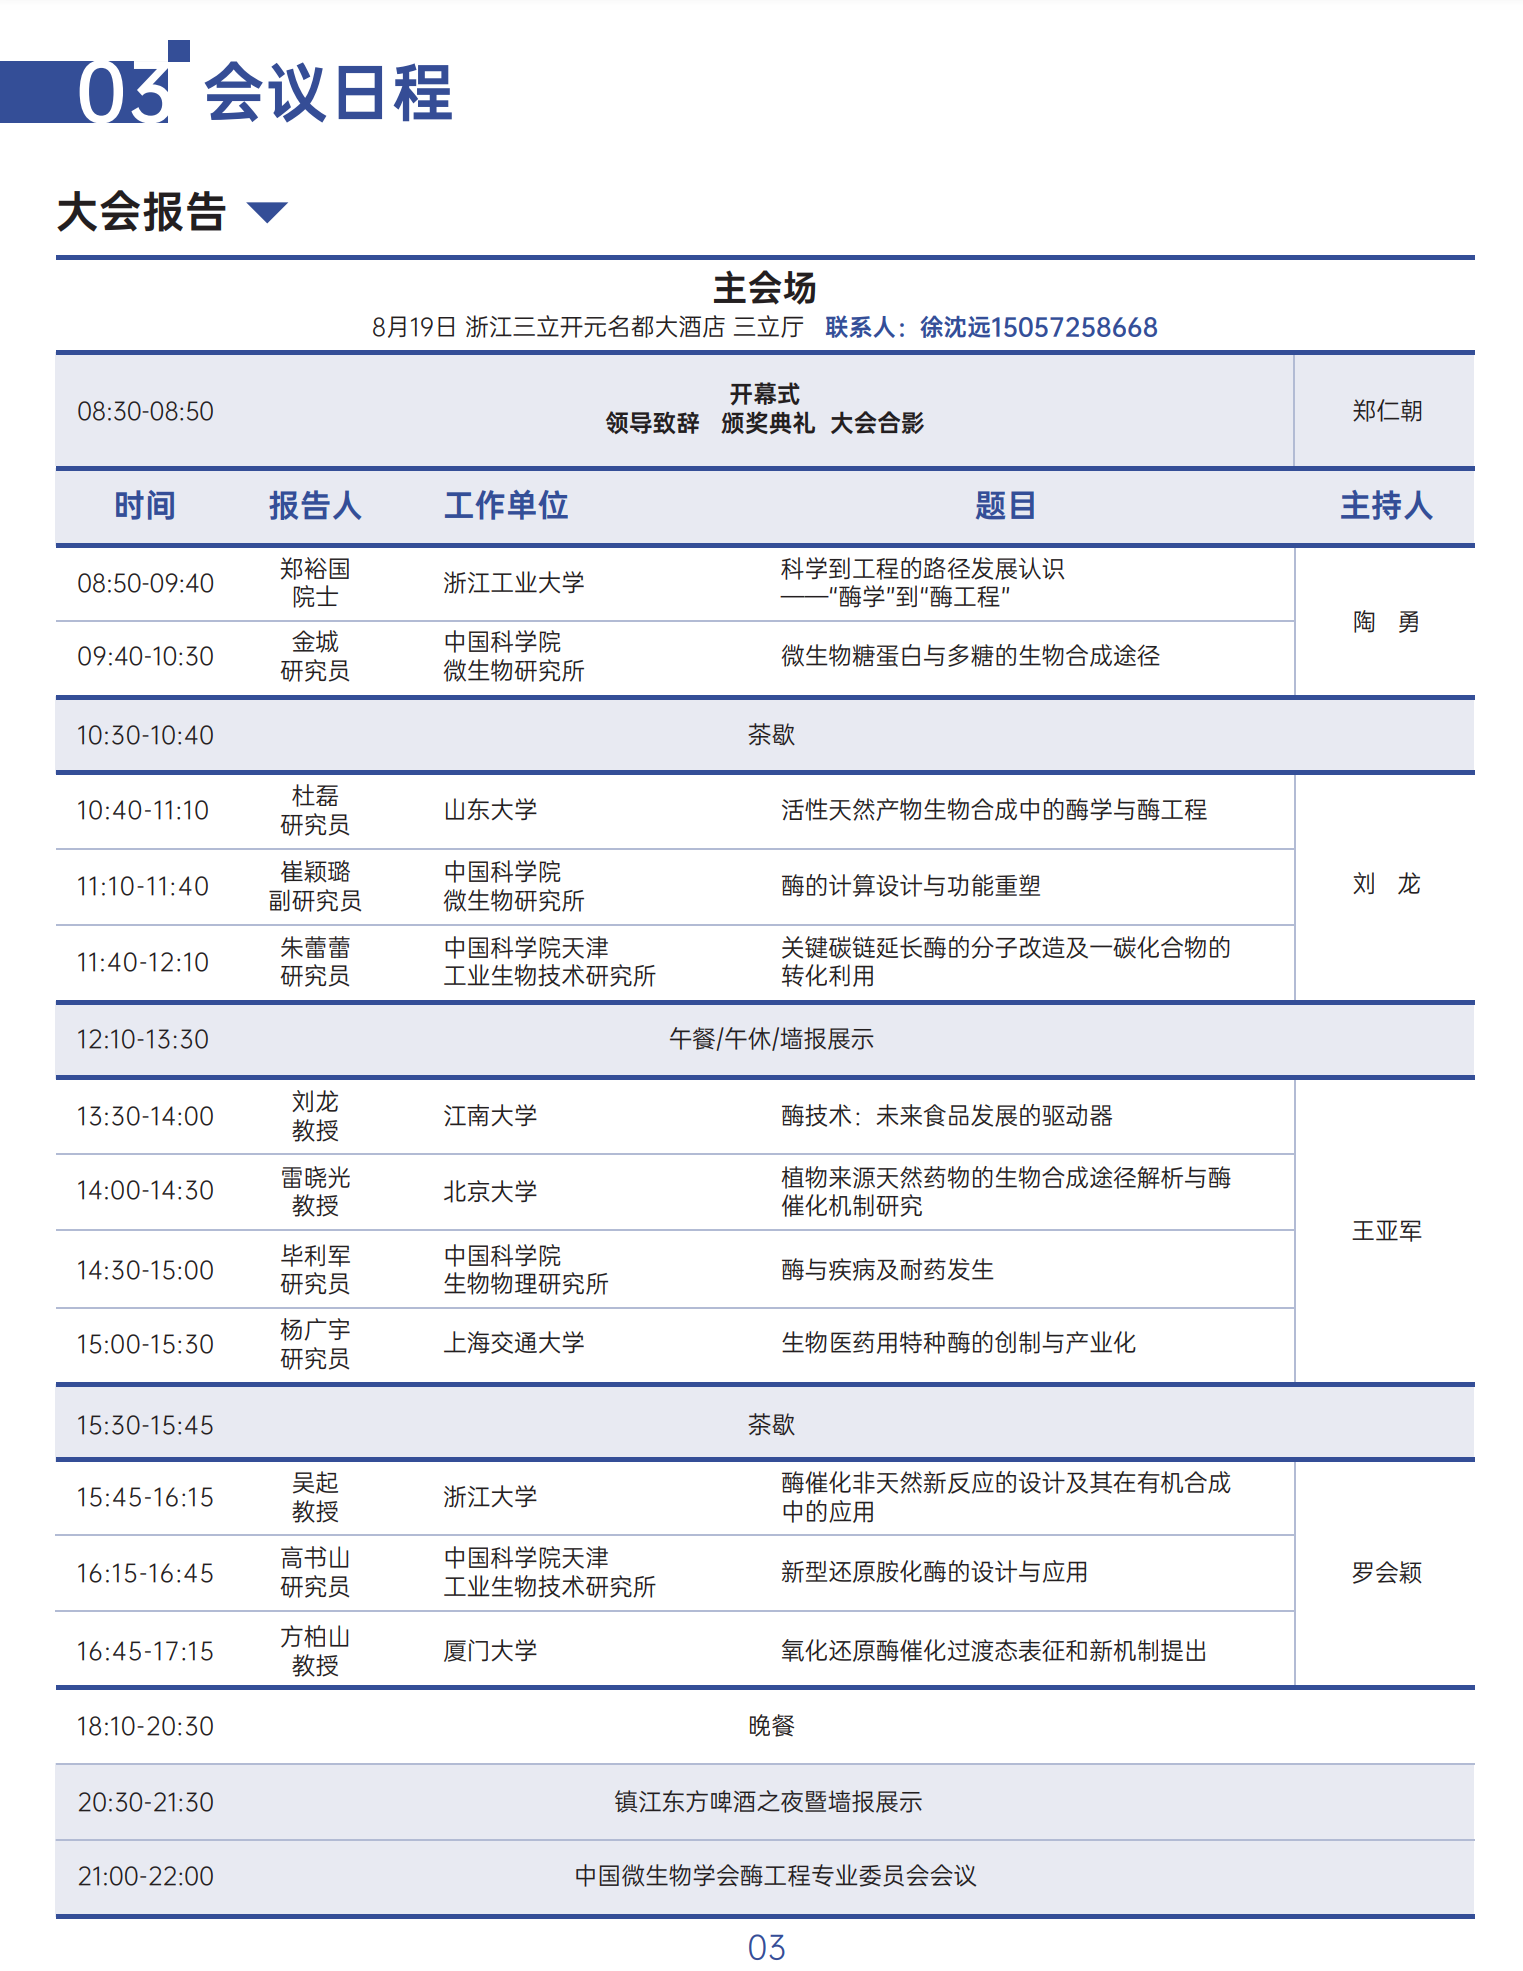 03 会议日程
大会报告
主会场
8月19日 浙江三立开元名都大酒店 三立厅 联系人：徐沈远15057258668
08:30-08:50
开幕式
领导致辞 颁奖典礼 大会合影
郑仁朝
时间 报告人 工作单位 题目 主持人
08:50-09:40
郑裕国
院士
浙江工业大学
科学到工程的路径发展认识
——“酶学”到“酶工程”
陶 勇
09:40-10:30
金城
研究员
中国科学院
微生物研究所
微生物糖蛋白与多糖的生物合成途径
10:30-10:40 茶歇
10:40-11:10
杜磊
研究员
山东大学
活性天然产物生物合成中的酶学与酶工程
11:10-11:40
崔颖璐
副研究员
中国科学院
微生物研究所
酶的计算设计与功能重塑
刘 龙
11:40-12:10
朱蕾蕾
研究员
中国科学院天津
工业生物技术研究所
关键碳链延长酶的分子改造及一碳化合物的
转化利用
12:10-13:30 午餐/午休/墙报展示
13:30-14:00
刘龙
教授
江南大学
酶技术：未来食品发展的驱动器
14:00-14:30
雷晓光
教授
北京大学
植物来源天然药物的生物合成途径解析与酶
催化机制研究
王亚军
14:30-15:00
毕利军
研究员
中国科学院
生物物理研究所
酶与疾病及耐药发生
15:00-15:30
杨广宇
研究员
上海交通大学
生物医药用特种酶的创制与产业化
15:30-15:45 茶歇
15:45-16:15
吴起
教授
浙江大学
酶催化非天然新反应的设计及其在有机合成
中的应用
16:15-16:45
高书山
研究员
中国科学院天津
工业生物技术研究所
新型还原胺化酶的设计与应用
罗会颖
16:45-17:15
方柏山
教授
厦门大学
氧化还原酶催化过渡态表征和新机制提出
18:10-20:30 晚餐
20:30-21:30 镇江东方啤酒之夜暨墙报展示
21:00-22:00 中国微生物学会酶工程专业委员会会议
03